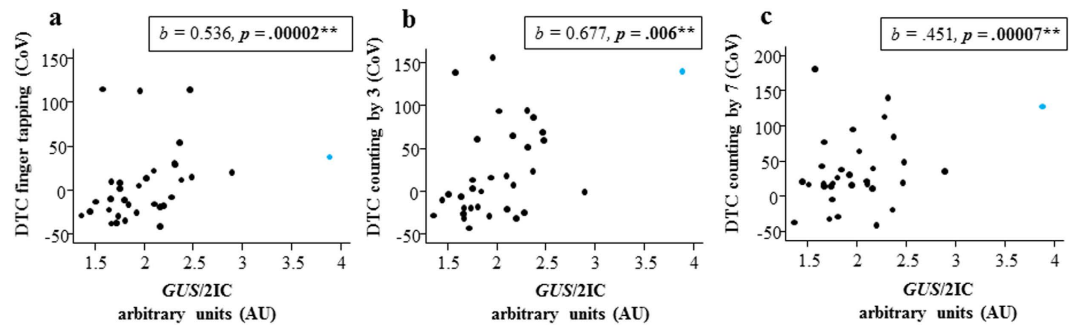 a
b = 0.536, p = .00002**
DTC finger tapping (CoV)
150
100
50
0
-50
1.5 2 2.5 3 3.5 4
GUS/2IC
arbitrary units (AU)
b
b = 0.677, p = .006**
DTC counting by 3 (CoV)
150
100
50
0
-50
1.5 2 2.5 3 3.5 4
GUS/2IC
arbitrary units (AU)
c
b = .451, p = .00007**
DTC counting by 7 (CoV)
200
150
100
50
0
-50
1.5 2 2.5 3 3.5 4
GUS/2IC
arbitrary units (AU)